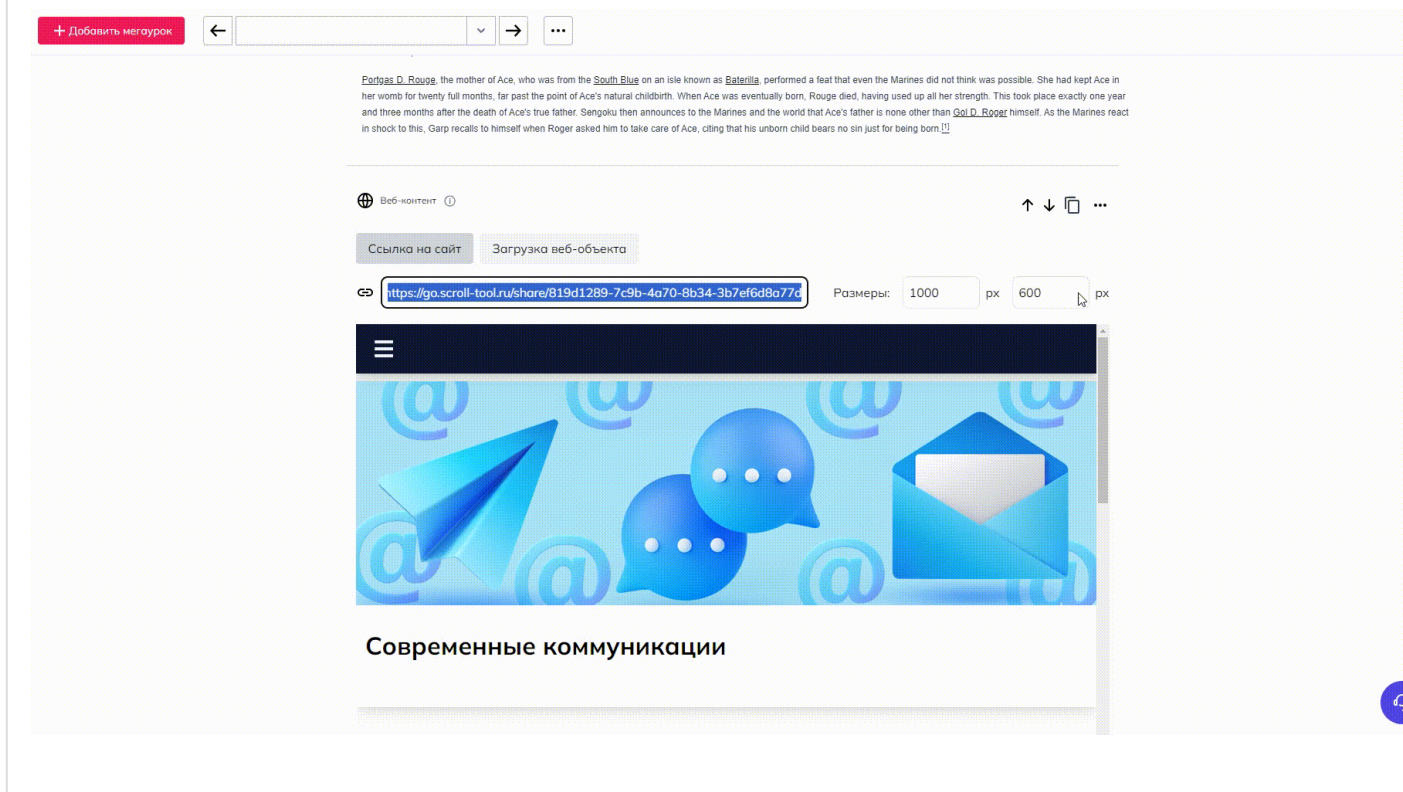 + Добавить мегаурок
Portgas D. Rouge, the mother of Ace, who was from the South Blue on an isle known as Baterilla, performed a feat that even the Marines did not think was possible. She had kept Ace in
her womb for twenty full months, far past the point of Ace's natural childbirth. When Ace was eventually born, Rouge died, having used up all her strength. This took place exactly one year
and three months after the death of Ace's true father. Sengoku then announces to the Marines and the world that Ace's father is none other than Gol D. Roger himself. As the Marines react
in shock to this, Garp recalls to himself when Roger asked him to take care of Ace, citing that his unborn child bears no sin just for being born.[1]
Веб-контент
Ссылка на сайт Загрузка веб-объекта
https://go.scroll-tool.ru/share/819d1289-7c9b-4a70-8b34-3b7ef6d8a77d Размеры: 1000 px 600 px
Современные коммуникации